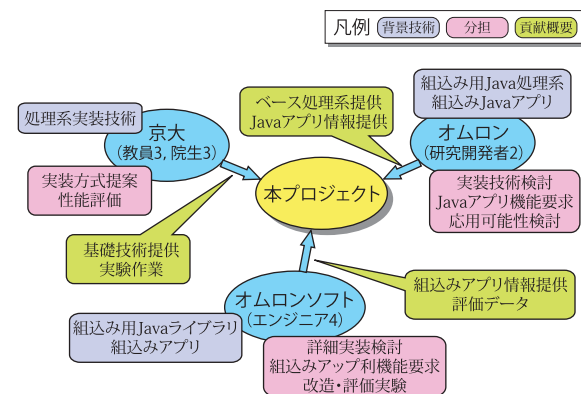 凡例 背景技術 分担 貢献概要
組込み用Java処理系
組込みJavaアプリ
ベース処理系提供
Javaアプリ情報提供
処理系実装技術
京大
(教員3, 院生3)
オムロン
(研究開発者2)
実装方式提案
性能評価
本プロジェクト
実装技術検討
Javaアプリ機能要求
応用可能性検討
基礎技術提供
実験作業
オムロンソフト
(エンジニア4)
組込みアプリ情報提供
評価データ
組込み用Javaライブラリ
組込みアプリ
詳細実装検討
組込みアップ利機能要求
改造・評価実験